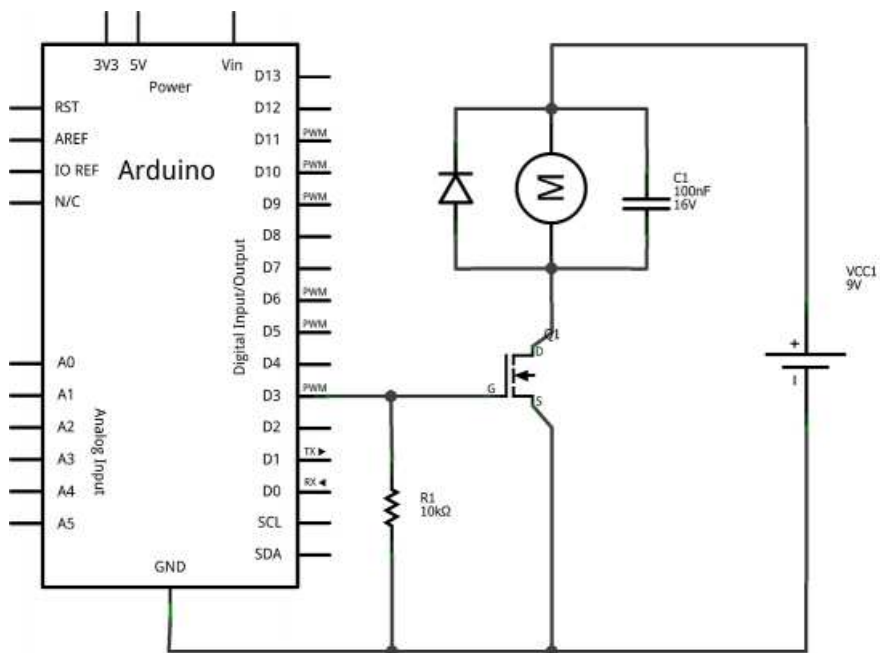 3V3 5V Vin
Power
RST
AREF
IO REF
N/C
Arduino
A0
A1
A2
A3
A4
A5
Analog Input
Digital Input/Output
D13
D12
D11 PWM
D10 PWM
D9 PWM
D8
D7
D6 PWM
D5 PWM
D4
D3 PWM
D2
D1 TX ▶
D0 RX ◀
SCL
SDA
GND
M
C1
100nF
16V
Q1
D
G
S
R1
10kΩ
VCC1
9V
+
-